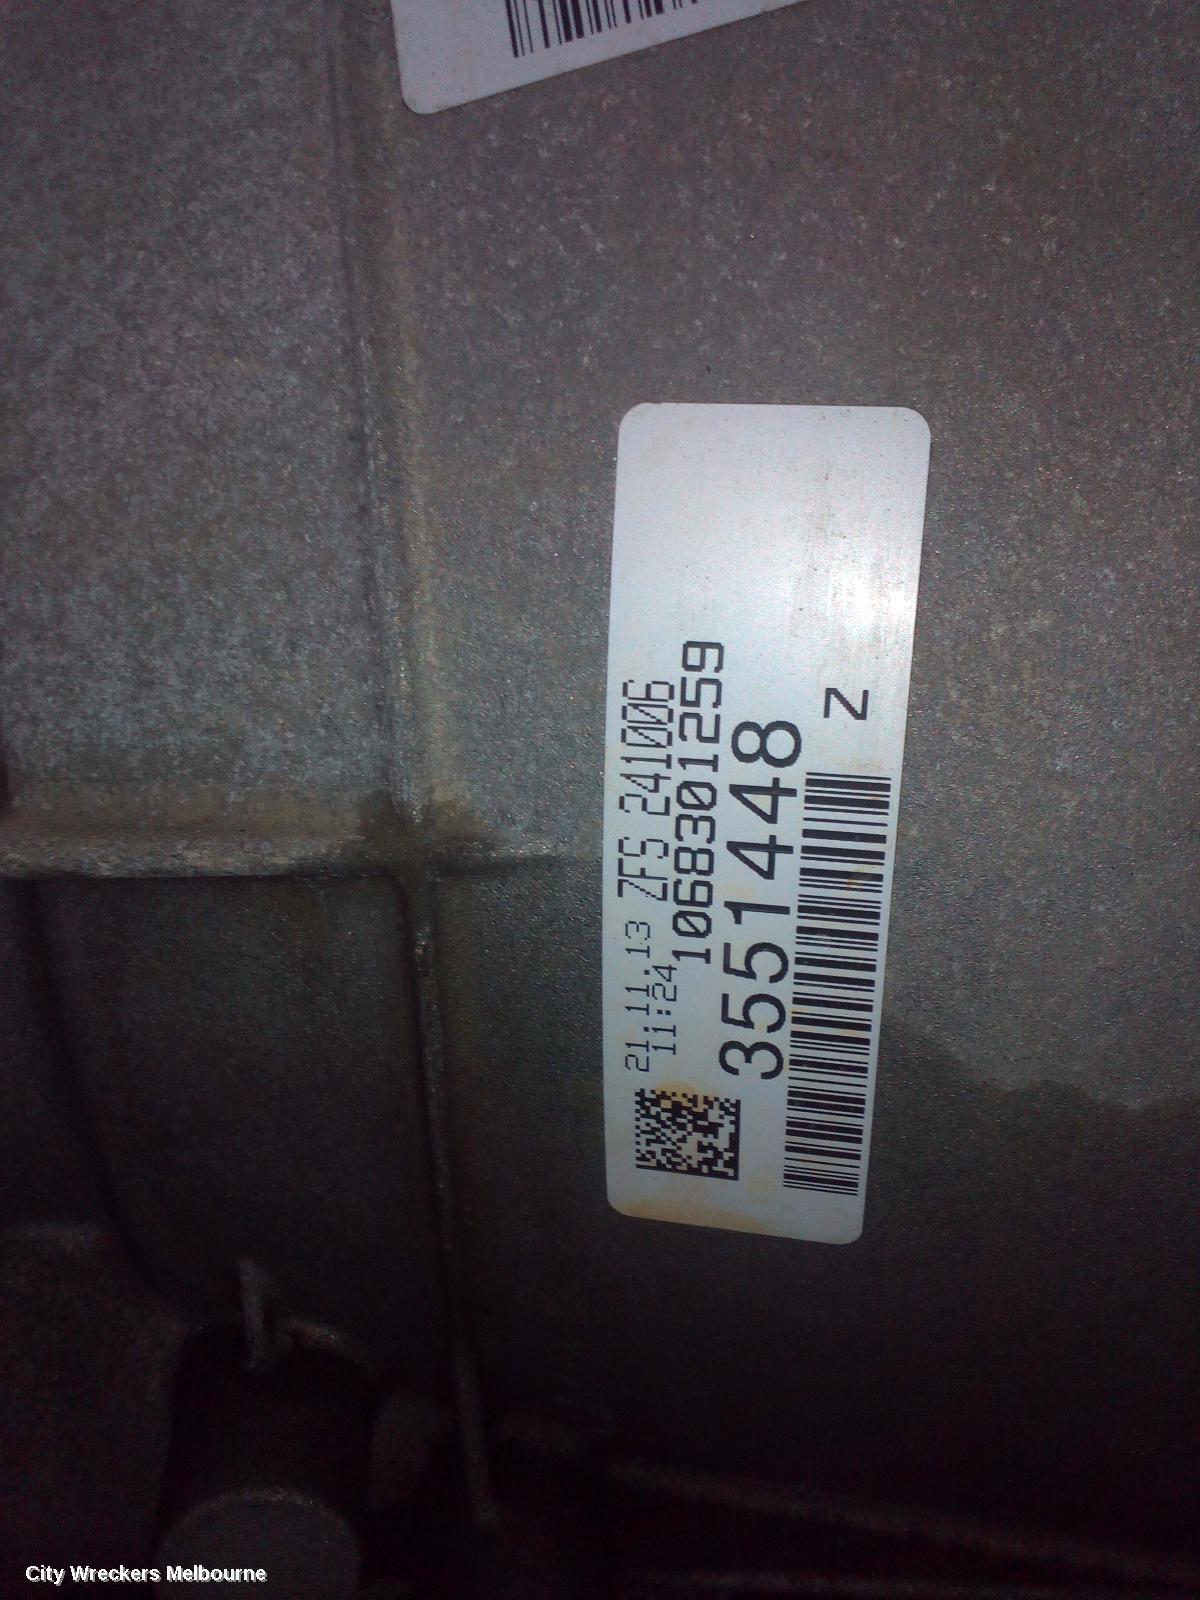 21.11.13 ZFS 241006
11:24 1068301259
3551448
Z
City Wreckers Melbourne